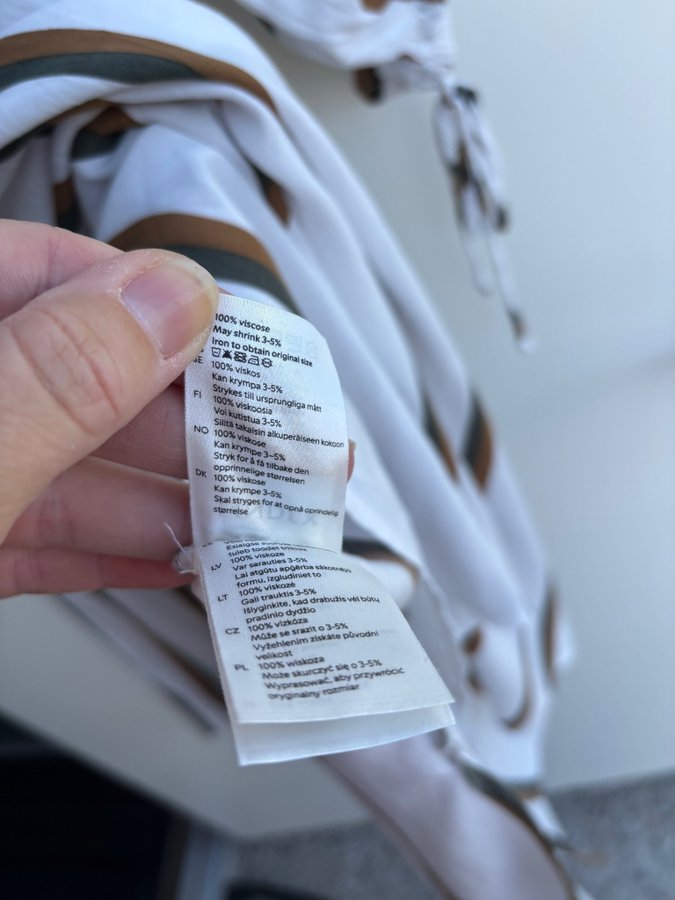 100% viscose
May shrink 3-5%
Iron to obtain original size
SE
100% viskos
Kan krympa 3-5%
Strykes till ursprungliga mått
FI 100% viskoosia
Voi kutistua 3-5%
Silitä takaisin alkuperäiseen kokoon
NO 100% viskose
Kan krympe 3-5%
Stryk for å få tilbake den
opprinnelige størrelsen
DK 100% viskose
Kan krympe 3-5%
Skal stryges for at opnå oprindelig
størrelse
tuleb toodet triikida
LV 100% viskoze
Var sarauties 3-5%
Lai atgūtu apģērba sākotnējo
formu, izgludiniet to
LT 100% viskozė
Gali trauktis 3-5%
Išlyginkite, kad drabužis vėl būtų
pradinio dydžio
CZ 100% vizkóza
Může se srazit o 3-5%
Vyžehlením získáte původní
velikost
PL 100% wiskoza
Może skurczyć się o 3-5%
Wyprasować, aby przywrócić
oryginalny rozmiar